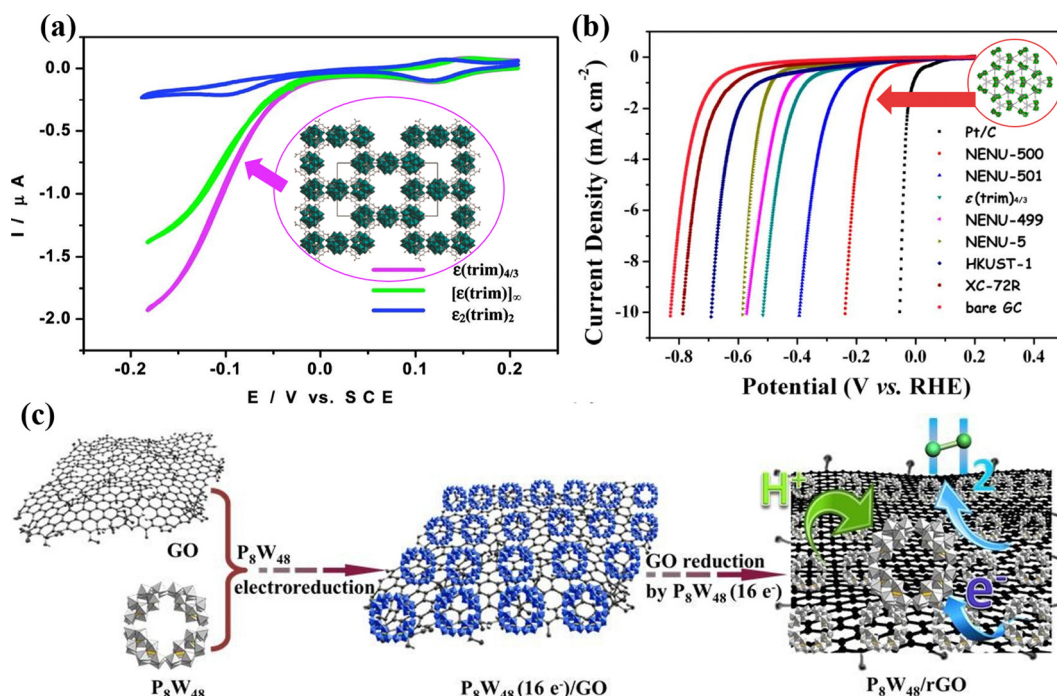 (a)
I / μA
0.0
-0.5
-1.0
-1.5
-2.0
ε(trim)4/3
[ε(trim)]∞
ε2(trim)2
-0.2 -0.1 0.0 0.1 0.2
E / V vs. SCE
(b)
Current Density (mA cm-2)
0
-2
-4
-6
-8
-10
Pt/C
NENU-500
NENU-501
ε(trim)4/3
NENU-499
NENU-5
HKUST-1
XC-72R
bare GC
-0.8 -0.6 -0.4 -0.2 0.0 0.2 0.4
Potential (V vs. RHE)
(c)
GO
P8W48
P8W48
electroreduction
P8W48 (16 e-)/GO
GO reduction
by P8W48 (16 e-)
H+
H2
e-
P8W48/rGO